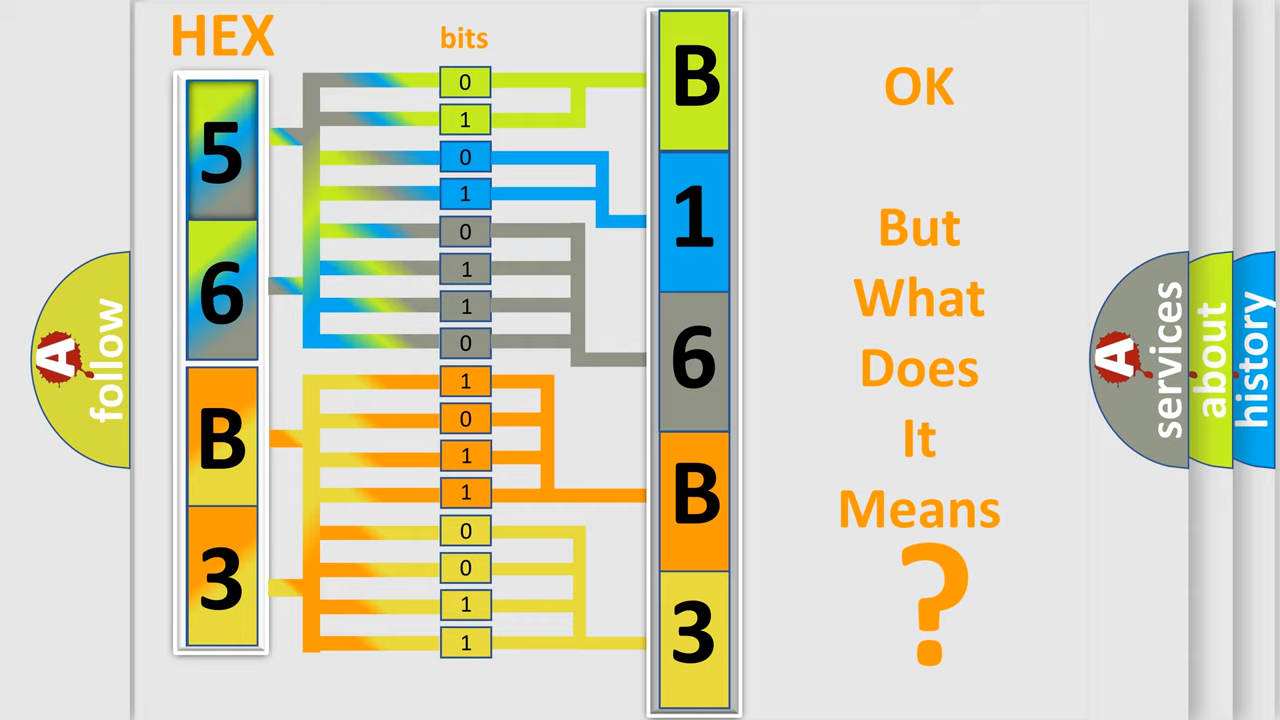 HEX
bits
5
6
B
3
0
1
0
1
0
1
1
0
1
0
1
1
0
0
1
1
B
1
6
B
3
OK
But
What
Does
It
Means
?
A
follow
A
services
about
history